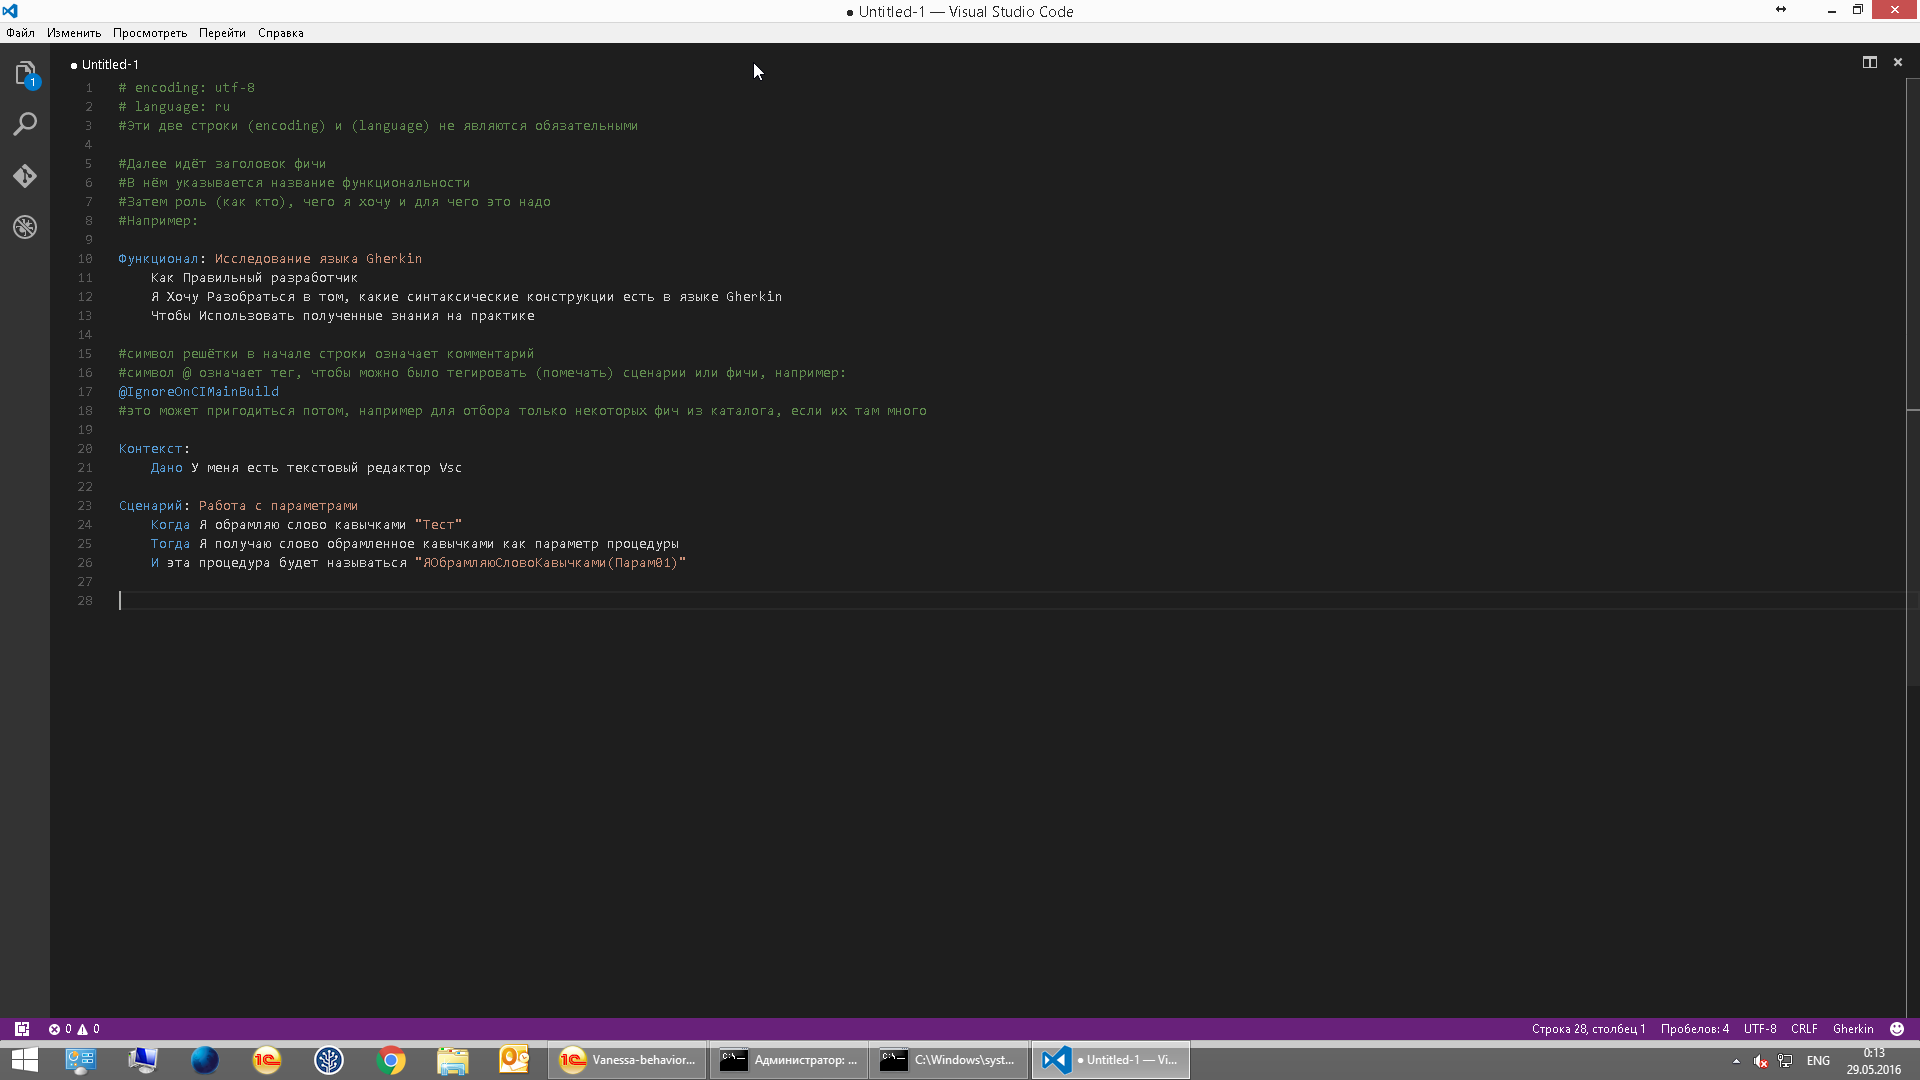 ● Untitled-1 — Visual Studio Code
Файл Изменить Просмотреть Перейти Справка
1
● Untitled-1
1 # encoding: utf-8
2 # language: ru
3 #Эти две строки (encoding) и (language) не являются обязательными
4
5 #Далее идёт заголовок фичи
6 #В нём указывается название функциональности
7 #Затем роль (как кто), чего я хочу и для чего это надо
8 #Например:
9
10 Функционал: Исследование языка Gherkin
11 Как Правильный разработчик
12 Я Хочу Разобраться в том, какие синтаксические конструкции есть в языке Gherkin
13 Чтобы Использовать полученные знания на практике
14
15 #символ решётки в начале строки означает комментарий
16 #символ @ означает тег, чтобы можно было тегировать (помечать) сценарии или фичи, например:
17 @IgnoreOnCIMainBuild
18 #это может пригодиться потом, например для отбора только некоторых фич из каталога, если их там много
19
20 Контекст:
21 Дано У меня есть текстовый редактор Vsc
22
23 Сценарий: Работа с параметрами
24 Когда Я обрамляю слово кавычками "Тест"
25 Тогда Я получаю слово обрамленное кавычками как параметр процедуры
26 И эта процедура будет называться "ЯОбрамляюСловоКавычками(Парам01)"
27
28
0 0 Строка 28, столбец 1 Пробелов: 4 UTF-8 CRLF Gherkin
Vanessa-behavior... Администратор: ... C:\Windows\syst... ● Untitled-1 — Vi... ENG 0:13
29.05.2016